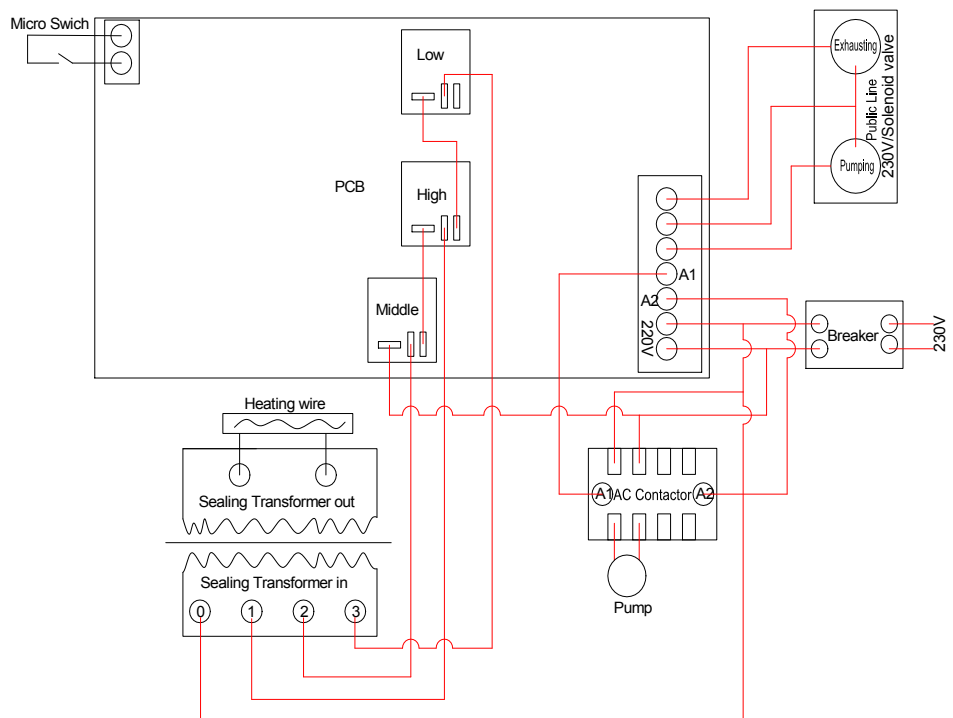 Micro Swich
Low
Exhausting
Public Line
230V/Solenoid valve
Pumping
PCB
High
A1
A2
220V
Middle
Breaker
230V
Heating wire
Sealing Transformer out
A1
AC Contactor
A2
Sealing Transformer in
0
1
2
3
Pump